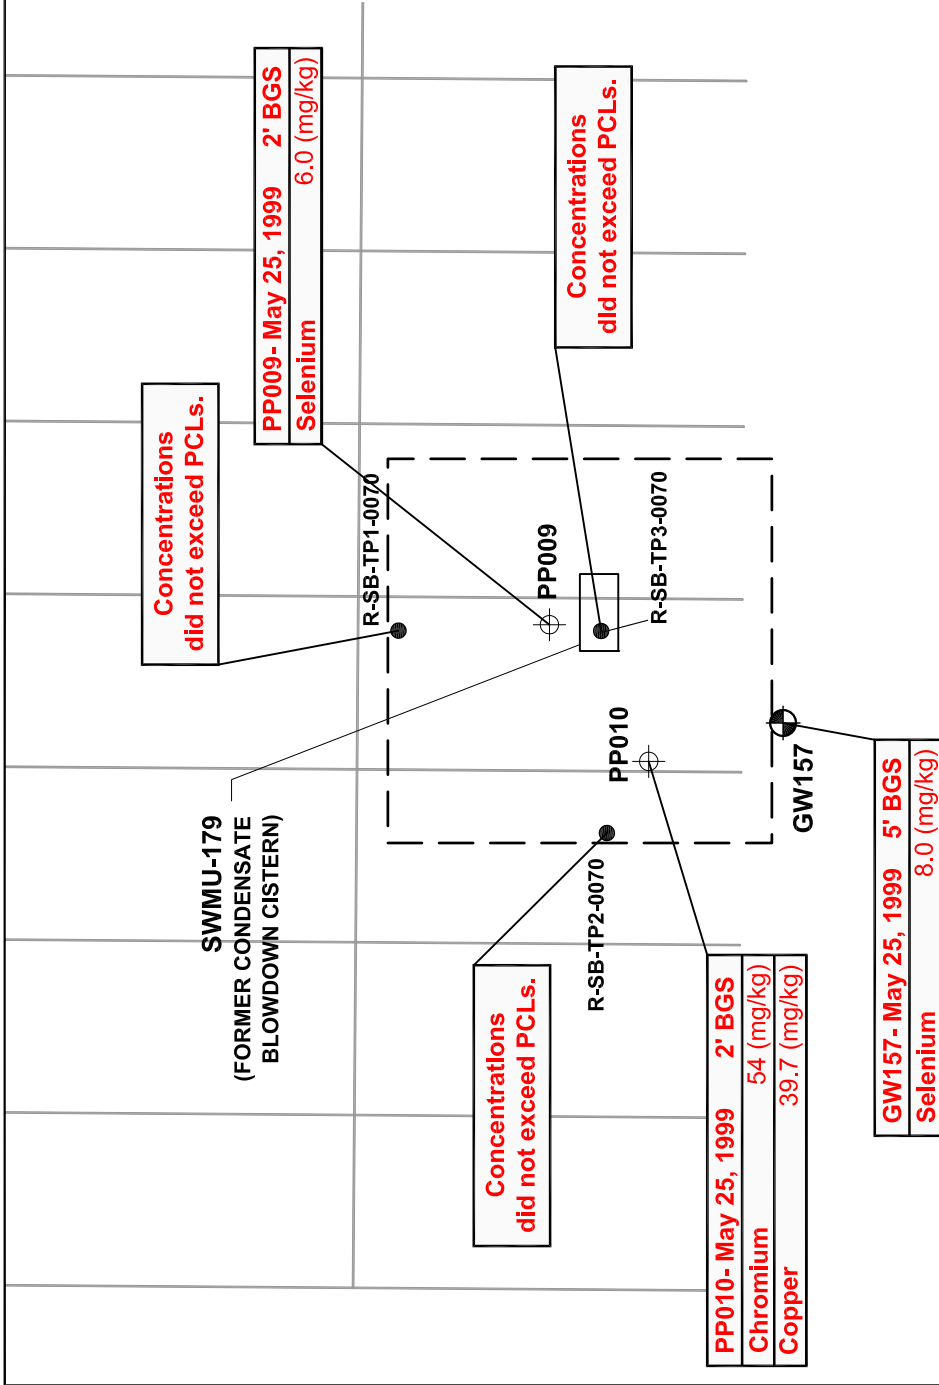 SWMU-179
(FORMER CONDENSATE
BLOWDOWN CISTERN)
Concentrations
did not exceed PCLs.
PP009- May 25, 1999 2' BGS
Selenium 6.0 (mg/kg)
R-SB-TP1-0070
Concentrations
did not exceed PCLs.
R-SB-TP2-0070
PP009
PP010
Concentrations
dId not exceed PCLs.
R-SB-TP3-0070
PP010- May 25, 1999 2' BGS
Chromium 54 (mg/kg)
Copper 39.7 (mg/kg)
GW157
GW157- May 25, 1999 5' BGS
Selenium 8.0 (mg/kg)